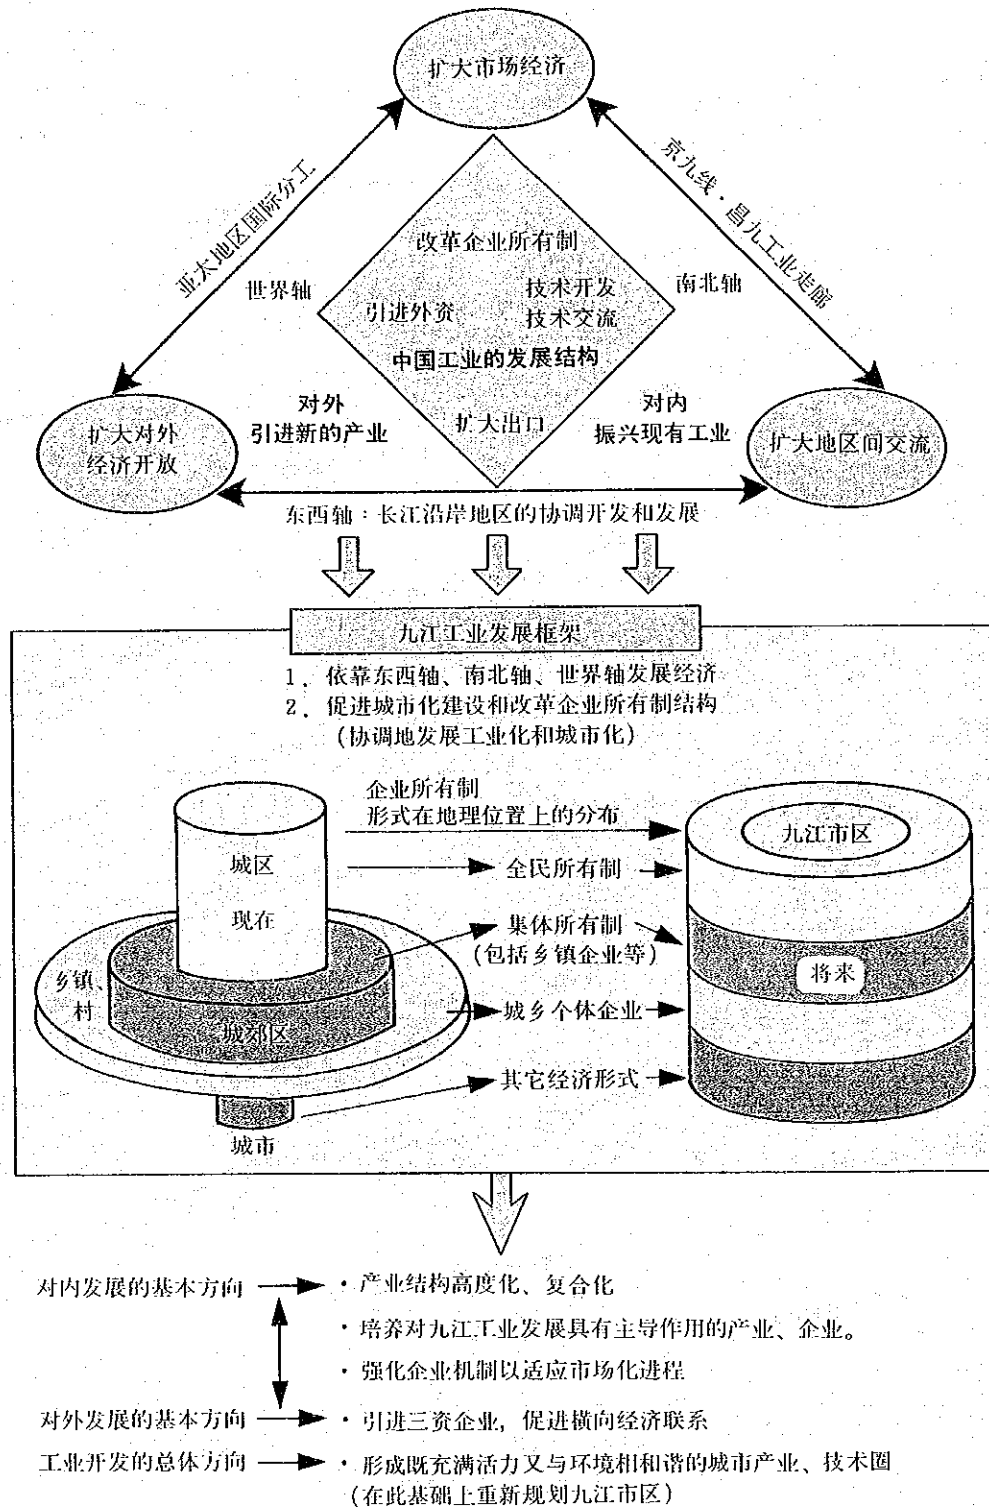 扩大市场经济
亚太地区国际分工
京九线·昌九工业走廊
改革企业所有制
世界轴
南北轴
引进外资
技术开发
技术交流
中国工业的发展结构
对外
引进新的产业
扩大出口
对内
振兴现有工业
扩大对外
经济开放
扩大地区间交流
东西轴：长江沿岸地区的协调开发和发展
九江工业发展框架
1、依靠东西轴、南北轴、世界轴发展经济
2、促进城市化建设和改革企业所有制结构
(协调地发展工业化和城市化)
企业所有制
形式在地理位置上的分布
九江市区
城区
现在
全民所有制
集体所有制
(包括乡镇企业等)
将来
乡镇、
村
城郊区
城乡个体企业
其它经济形式
城市
对内发展的基本方向
·产业结构高度化、复合化
·培养对九江工业发展具有主导作用的产业、企业。
·强化企业机制以适应市场化进程
对外发展的基本方向
·引进三资企业，促进横向经济联系
工业开发的总体方向
·形成既充满活力又与环境相和谐的城市产业、技术圈
(在此基础上重新规划九江市区)